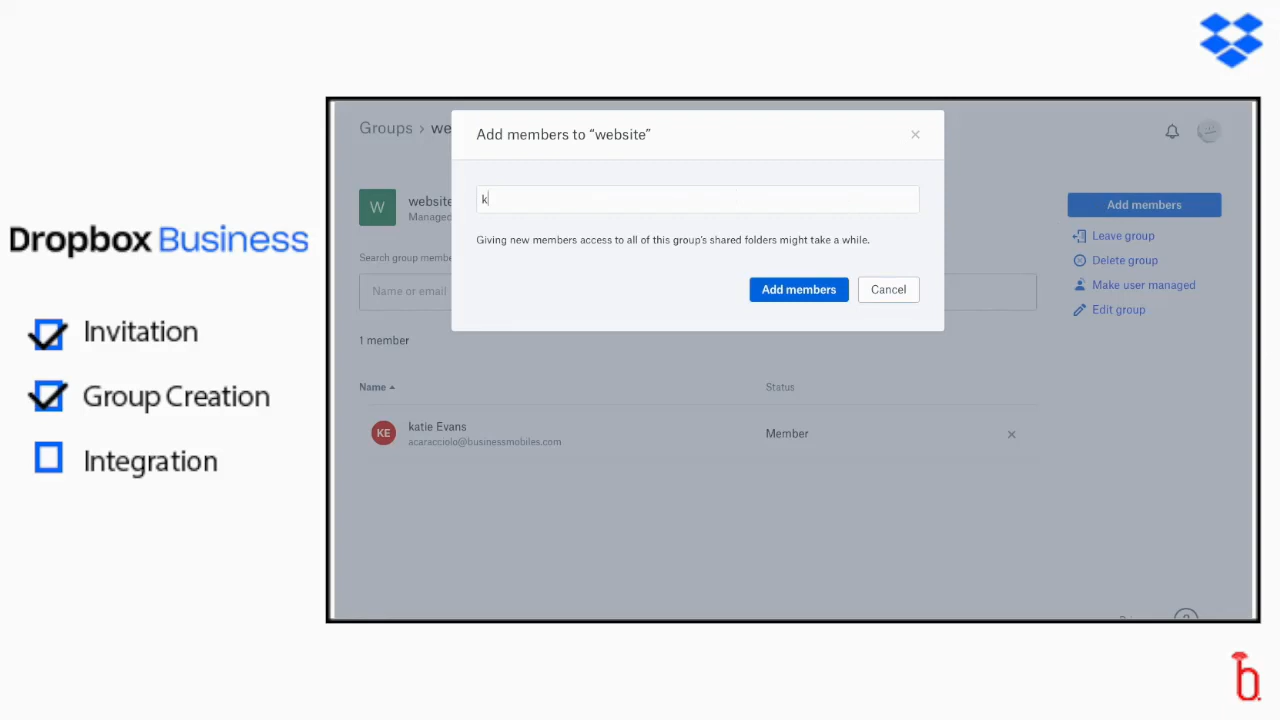 Dropbox Business
Invitation
Group Creation
Integration
Groups › we
W
website
Managed
Search group membe
Name or email
1 member
Name
Status
KE
katie Evans
acaracciolo@businessmobiles.com
Member
Add members to “website”
k
Giving new members access to all of this group’s shared folders might take a while.
Add members
Cancel
Add members
Leave group
Delete group
Make user managed
Edit group
b.